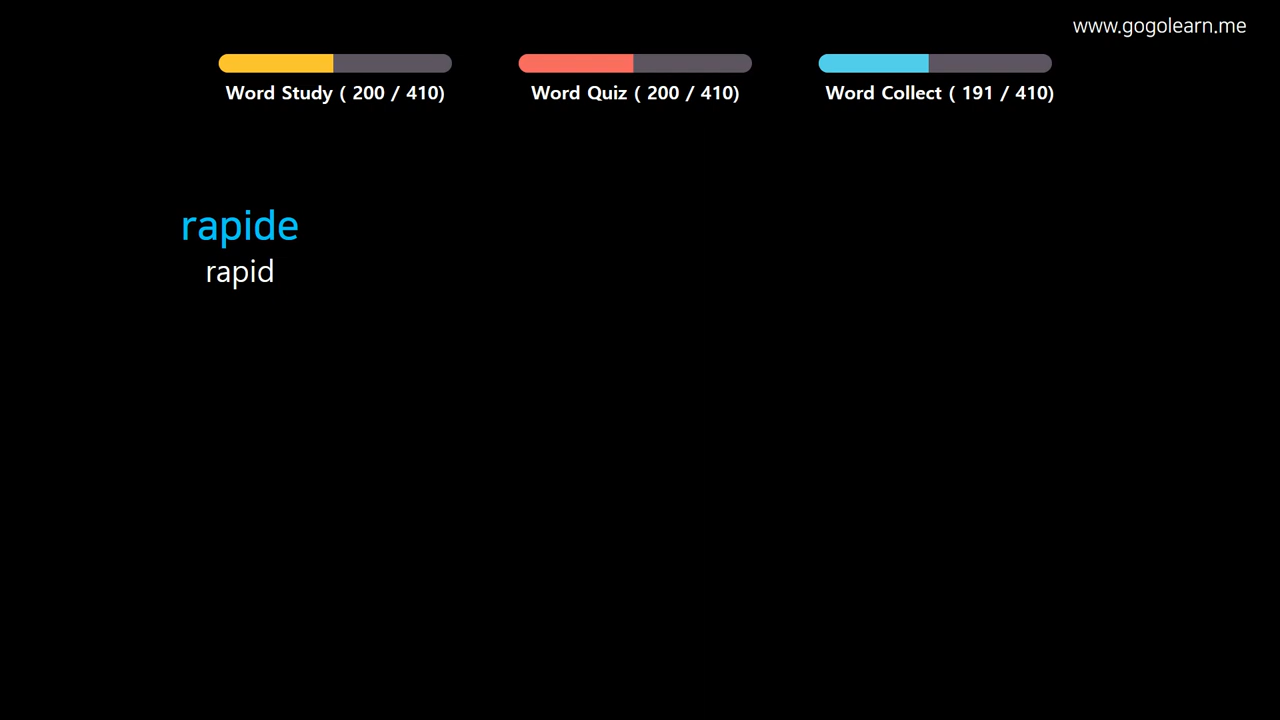 www.gogolearn.me
Word Study ( 200 / 410)
Word Quiz ( 200 / 410)
Word Collect ( 191 / 410)
rapide
rapid